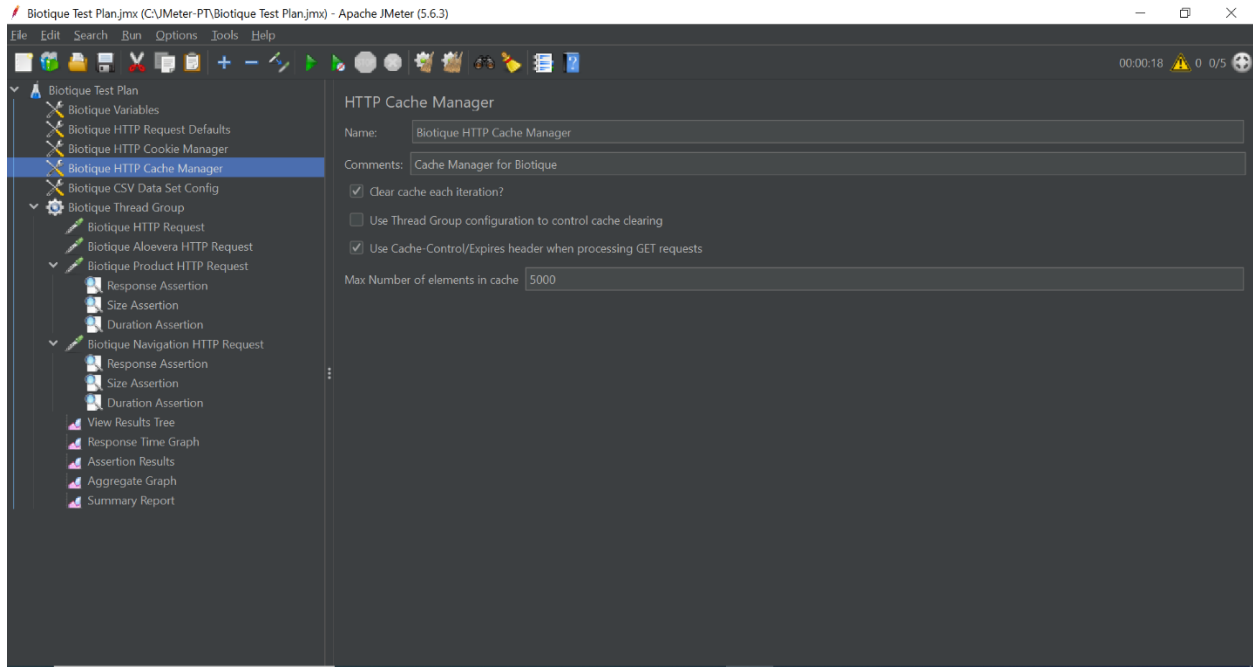 Biotique Test Plan.jmx (C:\JMeter-PT\Biotique Test Plan.jmx) - Apache JMeter (5.6.3)
File Edit Search Run Options Tools Help
00:00:18 0 0/5
Biotique Test Plan
Biotique Variables
Biotique HTTP Request Defaults
Biotique HTTP Cookie Manager
Biotique HTTP Cache Manager
Biotique CSV Data Set Config
Biotique Thread Group
Biotique HTTP Request
Biotique Aloevera HTTP Request
Biotique Product HTTP Request
Response Assertion
Size Assertion
Duration Assertion
Biotique Navigation HTTP Request
Response Assertion
Size Assertion
Duration Assertion
View Results Tree
Response Time Graph
Assertion Results
Aggregate Graph
Summary Report
HTTP Cache Manager
Name: Biotique HTTP Cache Manager
Comments: Cache Manager for Biotique
Clear cache each iteration?
Use Thread Group configuration to control cache clearing
Use Cache-Control/Expires header when processing GET requests
Max Number of elements in cache 5000